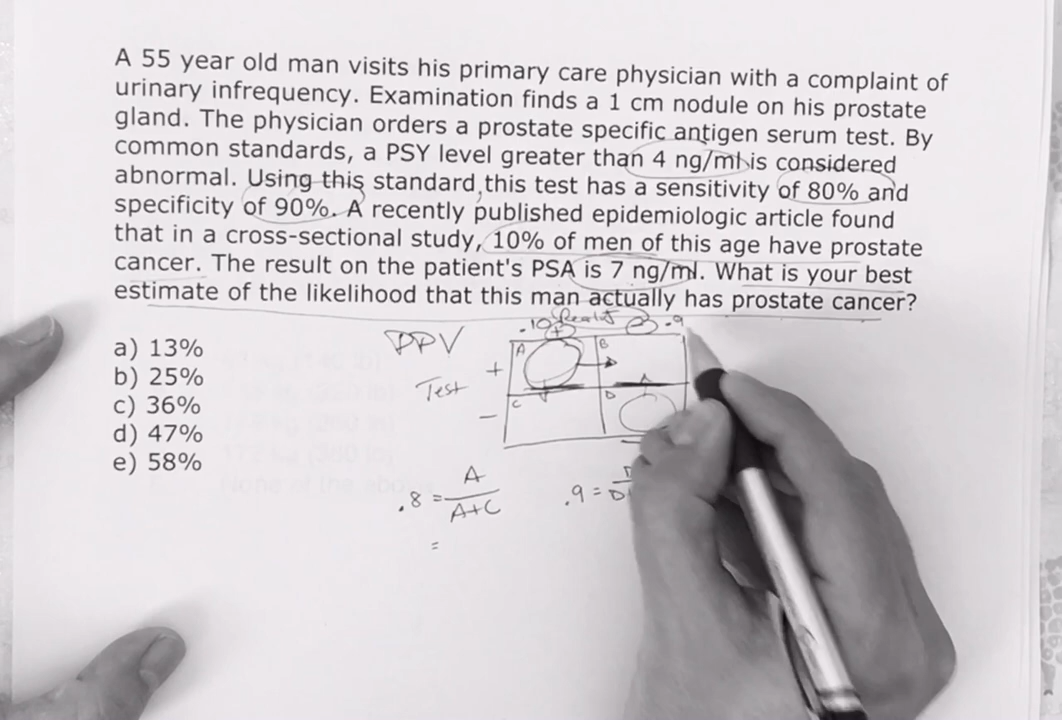 A 55 year old man visits his primary care physician with a complaint of
urinary infrequency. Examination finds a 1 cm nodule on his prostate
gland. The physician orders a prostate specific antigen serum test. By
common standards, a PSY level greater than 4 ng/ml is considered
abnormal. Using this standard, this test has a sensitivity of 80% and
specificity of 90%. A recently published epidemiologic article found
that in a cross-sectional study, 10% of men of this age have prostate
cancer. The result on the patient's PSA is 7 ng/ml. What is your best
estimate of the likelihood that this man actually has prostate cancer?
.10 + .9
PPV
A B
+
Test
C D
−
a) 13%
b) 25%
c) 36%
d) 47%
e) 58%
.8 = A
A+C
.9 =
=